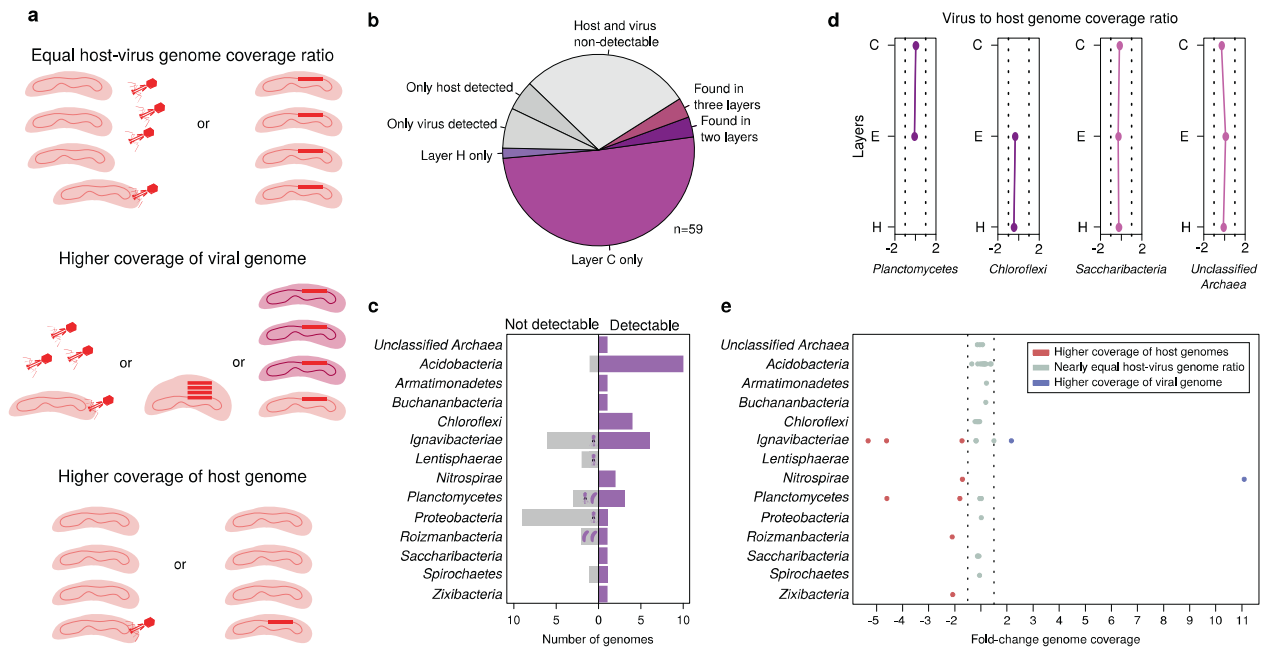 a
Equal host-virus genome coverage ratio
or
Higher coverage of viral genome
or
or
Higher coverage of host genome
or
b
Host and virus
non-detectable
Only host detected
Only virus detected
Layer H only
Found in
three layers
Found in
two layers
n=59
Layer C only
c
Not detectable
Detectable
Unclassified Archaea
Acidobacteria
Armatimonadetes
Buchananbacteria
Chloroflexi
Ignavibacteriae
Lentisphaerae
Nitrospirae
Planctomycetes
Proteobacteria
Roizmanbacteria
Saccharibacteria
Spirochaetes
Zixibacteria
10 5 0 5 10
Number of genomes
d
Virus to host genome coverage ratio
Layers
C
E
H
-2 2
Planctomycetes
C
E
H
-2 2
Chloroflexi
C
E
H
-2 2
Saccharibacteria
C
E
H
-2 2
Unclassified
Archaea
e
Unclassified Archaea
Acidobacteria
Armatimonadetes
Buchananbacteria
Chloroflexi
Ignavibacteriae
Lentisphaerae
Nitrospirae
Planctomycetes
Proteobacteria
Roizmanbacteria
Saccharibacteria
Spirochaetes
Zixibacteria
Higher coverage of host genomes
Nearly equal host-virus genome ratio
Higher coverage of viral genome
-5 -4 -3 -2 2 3 4 5 6 7 8 9 10 11
Fold-change genome coverage